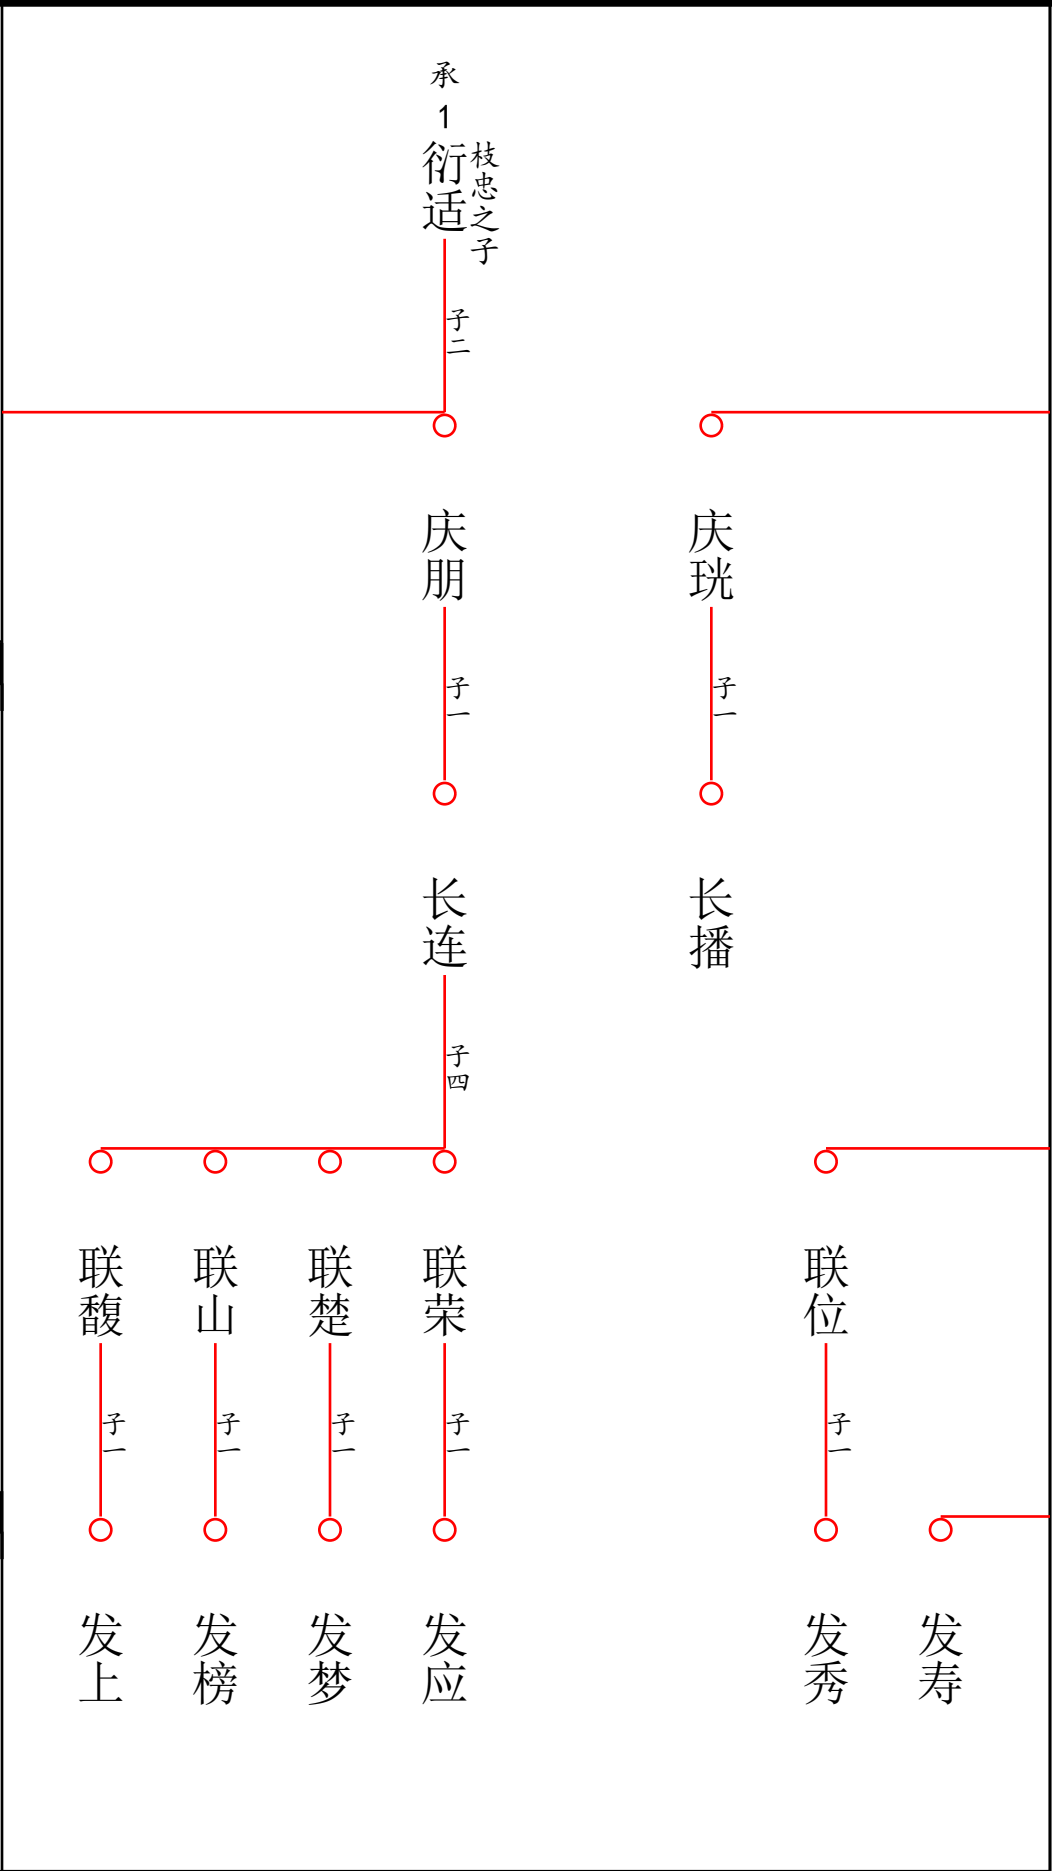 承
1
枝忠之子
衍适
子二
庆珖
庆朋
子一
子一
长播
长连
子四
联位
联荣
联楚
联山
联馥
子一
子一
子一
子一
子一
发寿
发秀
发应
发梦
发榜
发上